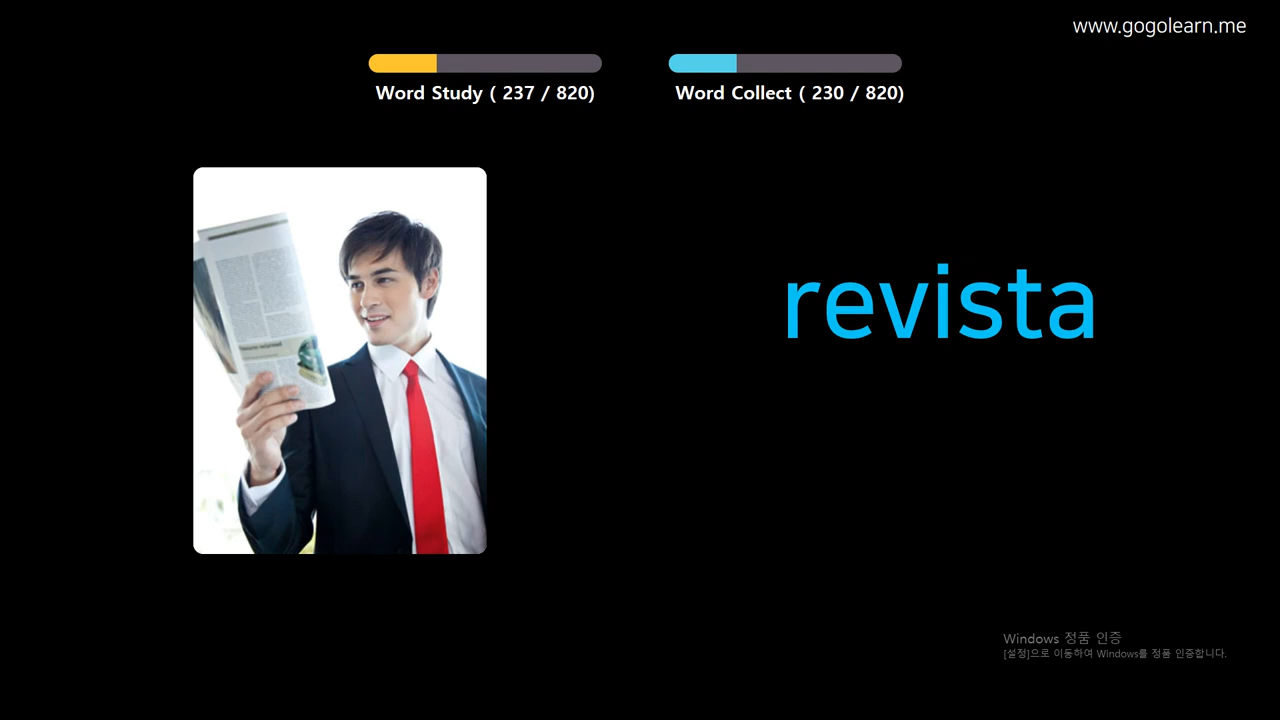 www.gogolearn.me
Word Study ( 237 / 820)
Word Collect ( 230 / 820)
revista
Windows 정품 인증
[설정]으로 이동하여 Windows를 정품 인증합니다.